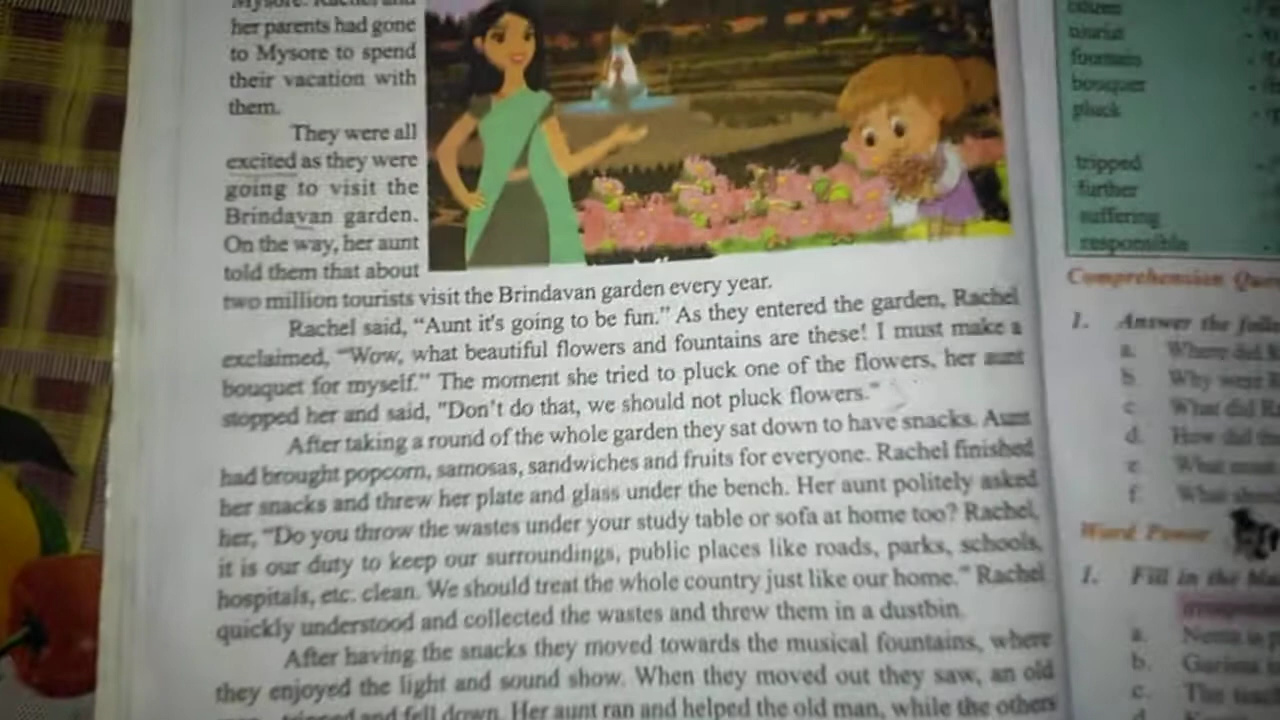 Mysore. Rachel and
her parents had gone
to Mysore to spend
their vacation with
them.
They were all
excited as they were
going to visit the
Brindavan garden.
On the way, her aunt
told them that about
two million tourists visit the Brindavan garden every year.
Rachel said, “Aunt it's going to be fun.” As they entered the garden, Rachel
exclaimed, “Wow, what beautiful flowers and fountains are these! I must make a
bouquet for myself.” The moment she tried to pluck one of the flowers, her aunt
stopped her and said, "Don't do that, we should not pluck flowers."
After taking a round of the whole garden they sat down to have snacks. Aunt
had brought popcorn, samosas, sandwiches and fruits for everyone. Rachel finished
her snacks and threw her plate and glass under the bench. Her aunt politely asked
her, “Do you throw the wastes under your study table or sofa at home too? Rachel,
it is our duty to keep our surroundings, public places like roads, parks, schools,
hospitals, etc. clean. We should treat the whole country just like our home.” Rachel
quickly understood and collected the wastes and threw them in a dustbin.
After having the snacks they moved towards the musical fountains, where
they enjoyed the light and sound show. When they moved out they saw, an old
tripped and fell down. Her aunt ran and helped the old man, while the others
citizen
tourist
fountain
bouquet
pluck
tripped
further
suffering
responsible
Comprehension
1. Answer the
a. Where did
b. Why were
c. What did
d. How did
e. What
f. What
Word Power
1. Fill in the
a.
b.
c. The
d.